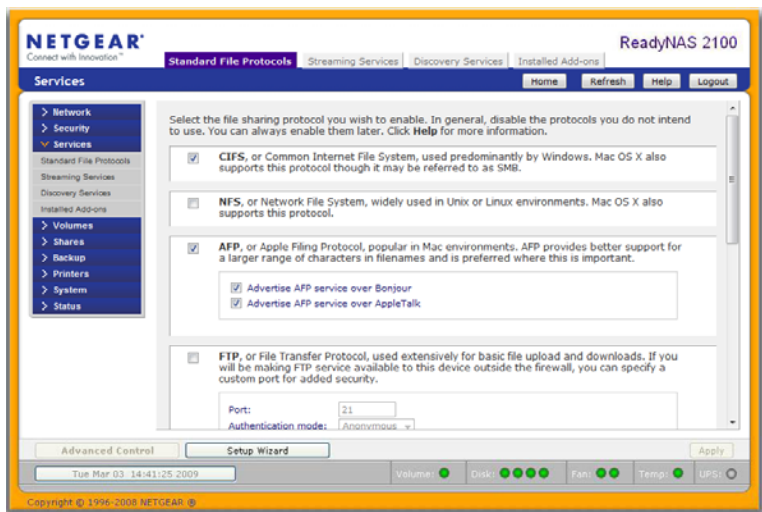 NETGEAR®
Connect with Innovation™
ReadyNAS 2100
Standard File Protocols
Streaming Services
Discovery Services
Installed Add-ons
Services
Home
Refresh
Help
Logout
> Network
> Security
Services
Standard File Protocols
Streaming Services
Discovery Services
Installed Add-ons
> Volumes
> Shares
> Backup
> Printers
> System
> Status
Select the file sharing protocol you wish to enable. In general, disable the protocols you do not intend
to use. You can always enable them later. Click Help for more information.
CIFS, or Common Internet File System, used predominantly by Windows. Mac OS X also
supports this protocol though it may be referred to as SMB.
NFS, or Network File System, widely used in Unix or Linux environments. Mac OS X also
supports this protocol.
AFP, or Apple Filing Protocol, popular in Mac environments. AFP provides better support for
a larger range of characters in filenames and is preferred where this is important.
Advertise AFP service over Bonjour
Advertise AFP service over AppleTalk
FTP, or File Transfer Protocol, used extensively for basic file upload and downloads. If you
will be making FTP service available to this device outside the firewall, you can specify a
custom port for added security.
Port: 21
Authentication mode: Anonymous
Advanced Control
Setup Wizard
Apply
Tue Mar 03 14:41:25 2009
Volume:
Disk:
Fan:
Temp:
UPS:
Copyright © 1996-2008 NETGEAR ®